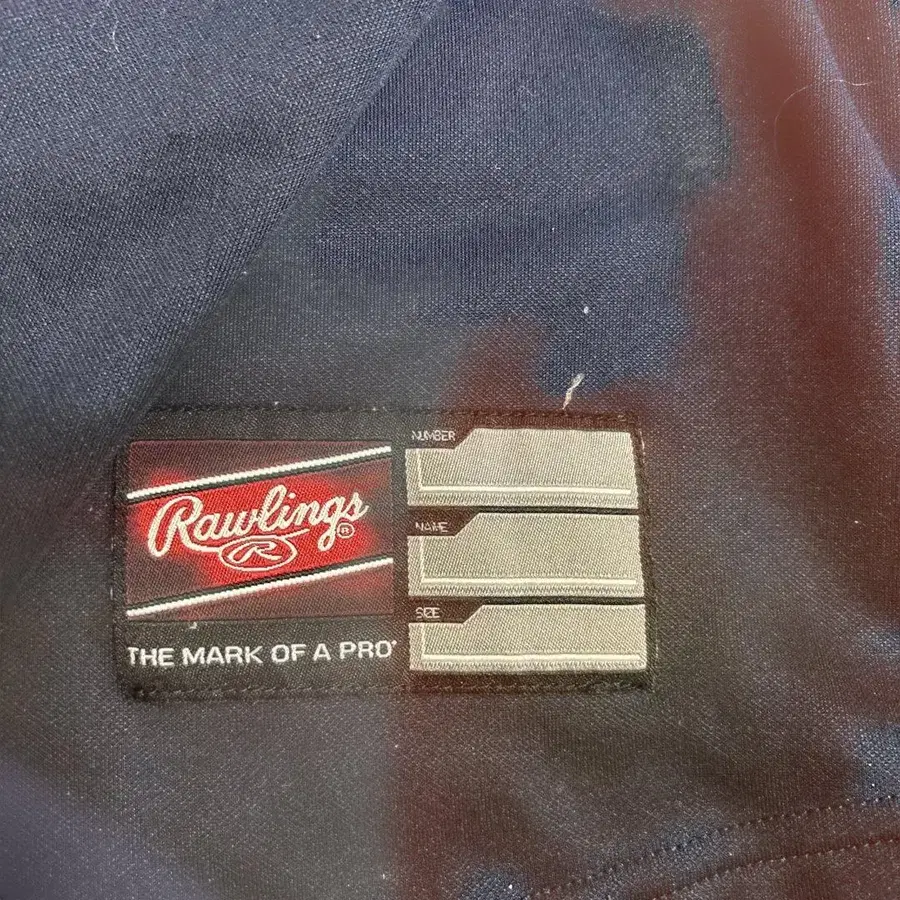 Rawlings®
R
THE MARK OF A PRO®
NUMBER
NAME
SIZE